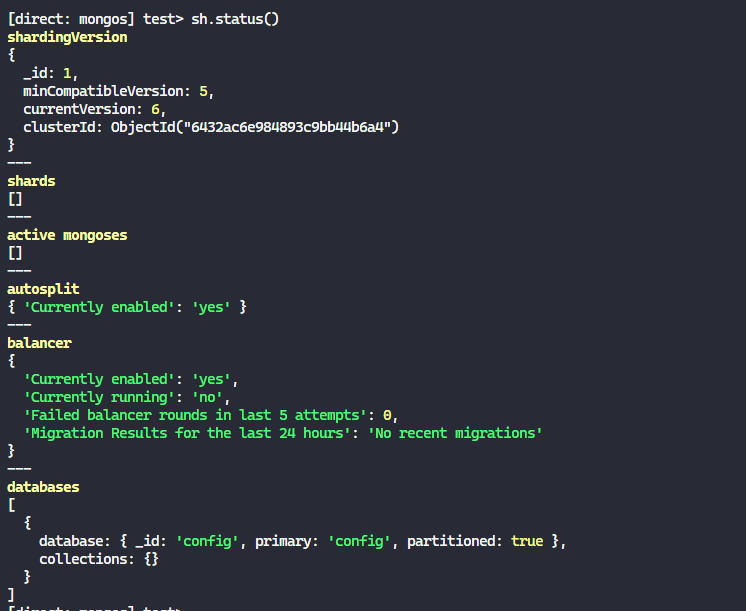 [direct: mongos] test> sh.status()
shardingVersion
{
  _id: 1,
  minCompatibleVersion: 5,
  currentVersion: 6,
  clusterId: ObjectId("6432ac6e984893c9bb44b6a4")
}
---
shards
[]
---
active mongoses
[]
---
autosplit
{ 'Currently enabled': 'yes' }
---
balancer
{
  'Currently enabled': 'yes',
  'Currently running': 'no',
  'Failed balancer rounds in last 5 attempts': 0,
  'Migration Results for the last 24 hours': 'No recent migrations'
}
---
databases
[
  {
    database: { _id: 'config', primary: 'config', partitioned: true },
    collections: {}
  }
]
[direct: mongos] test>